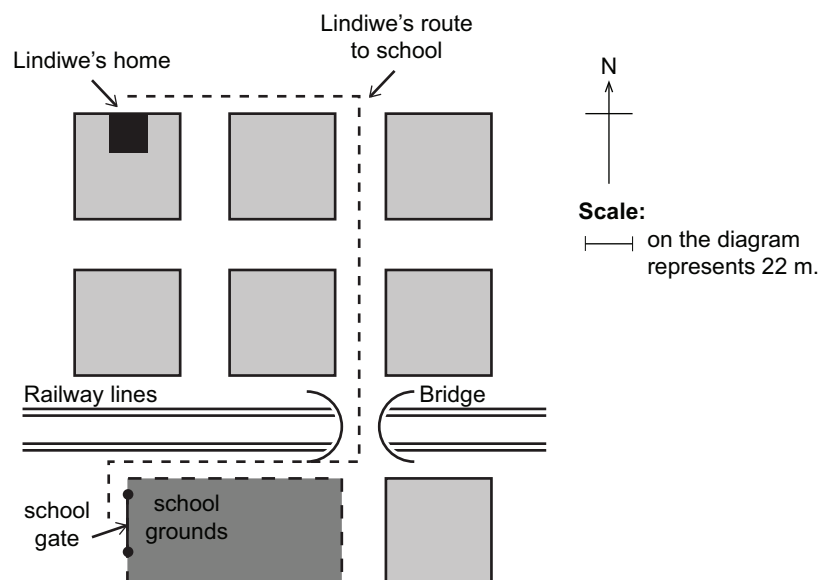 Lindiwe’s home
Lindiwe’s route
to school
N
Scale:
on the diagram
represents 22 m.
Railway lines
Bridge
school
gate
school
grounds